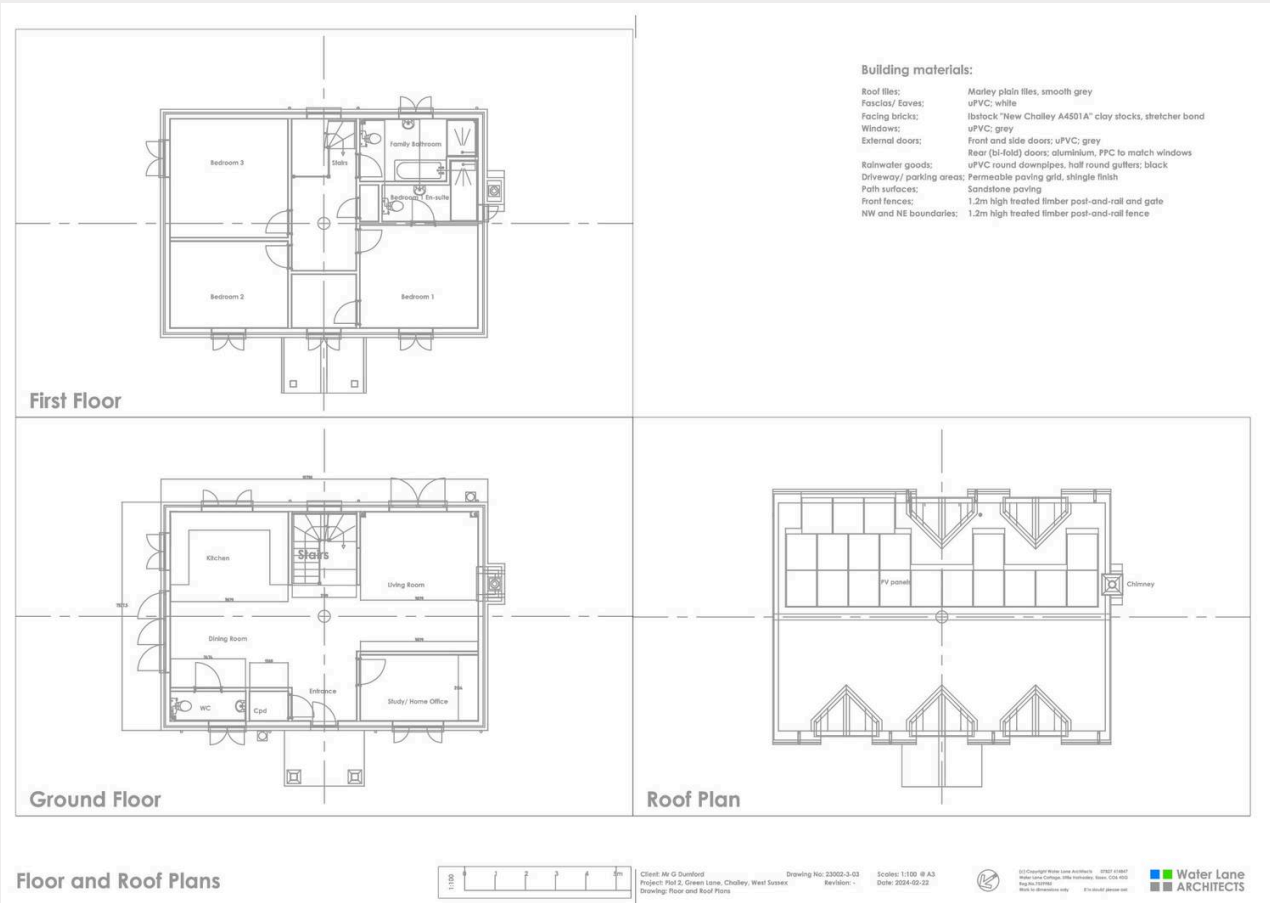 Building materials:
Roof tiles; Marley plain tiles, smooth grey
Fascias/ Eaves; uPVC; white
Facing bricks; Ibstock "New Chailey A4501A" clay stocks, stretcher bond
Windows; uPVC; grey
External doors; Front and side doors; uPVC; grey
Rear (bi-fold) doors; aluminium, PPC to match windows
Rainwater goods; uPVC round downpipes, half round gutters; black
Driveway/ parking areas; Permeable paving grid, shingle finish
Path surfaces; Sandstone paving
Front fences; 1.2m high treated timber post-and-rail and gate
NW and NE boundaries; 1.2m high treated timber post-and-rail fence
Bedroom 3
Stairs
Family Bathroom
Bedroom 1 En-suite
Bedroom 2
Bedroom 1
First Floor
Kitchen
Stairs
Living Room
Dining Room
Entrance
WC
Cpd
Study/ Home Office
Ground Floor
PV panels
Chimney
Roof Plan
Floor and Roof Plans
1:100
0 1 2 3 4 5m
Client: Mr G Durnford
Project: Plot 2, Green Lane, Chailey, West Sussex
Drawing: Floor and Roof Plans
Drawing No: 23002-3-03
Revision: -
Scales: 1:100 @ A3
Date: 2024-02-22
(c) Copyright Water Lane Architects
Water Lane
ARCHITECTS